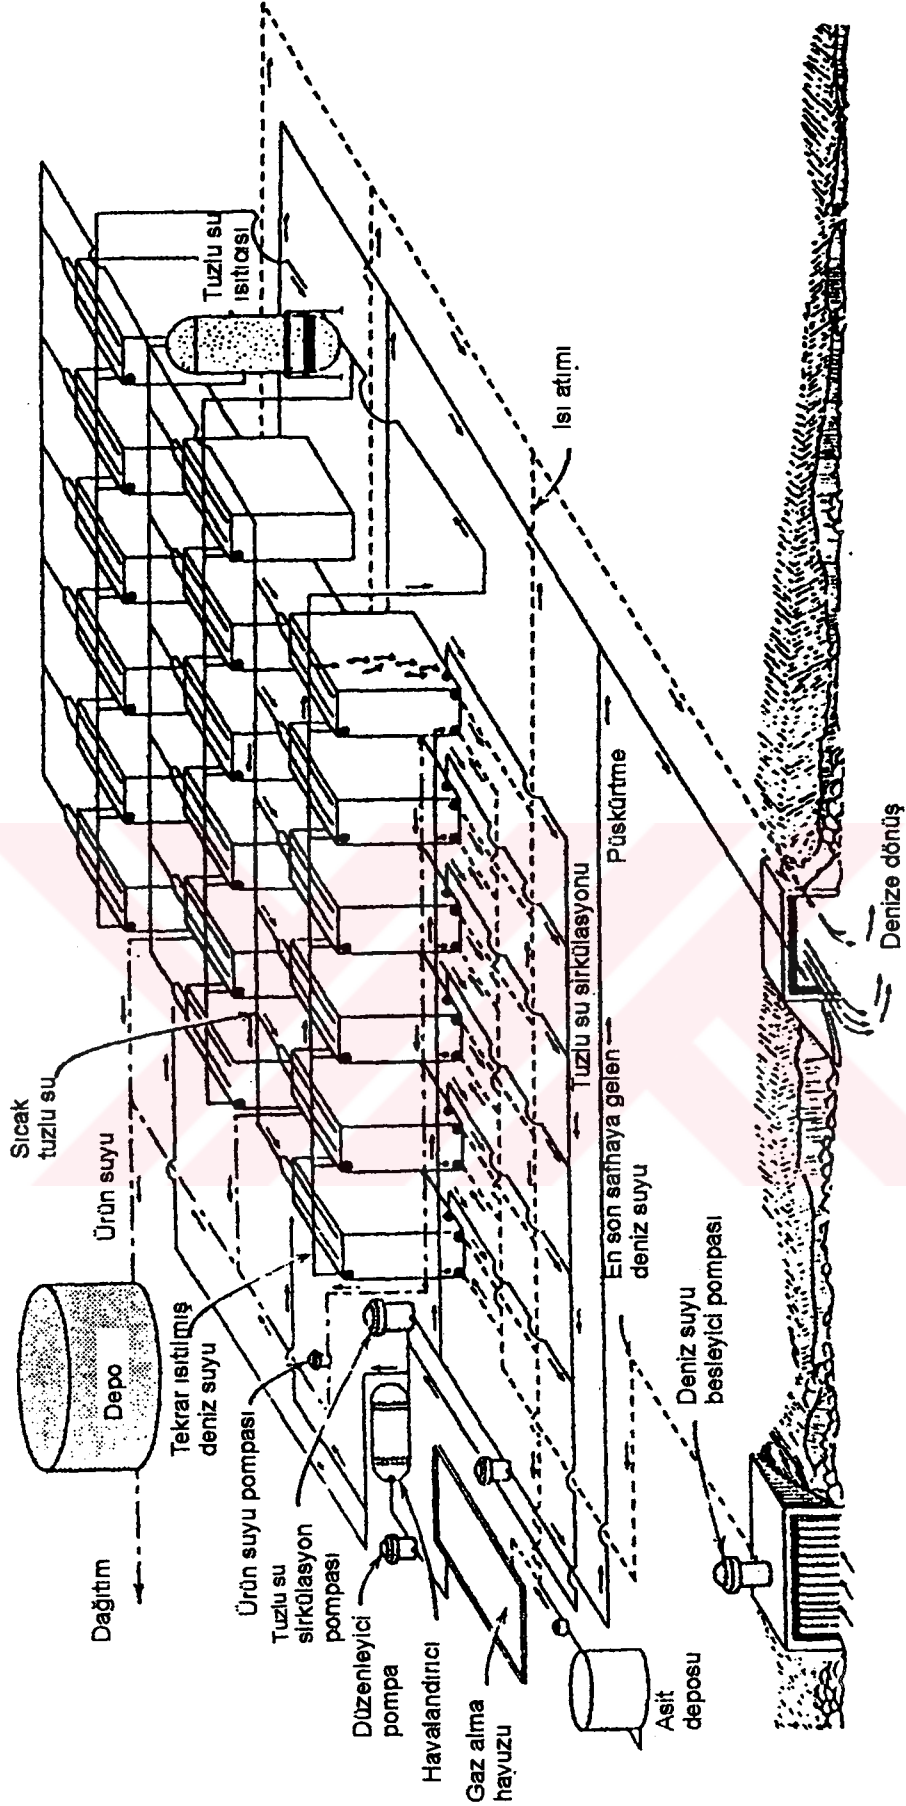 Dağıtım
Depo
Ürün suyu
Sıcak
tuzlu su
Tuzlu su
ısıtıcısı
Tekrar ısıtılmış
deniz suyu
Ürün suyu pompası
Tuzlu su
sirkülasyon
pompası
Düzenleyici
pompa
Havalandırıcı
Gaz alma
havuzu
Asit
deposu
Tuzlu su sirkülasyonu
En son safhaya gelen
deniz suyu
Püskürtme
Isı atımı
Deniz suyu
besleyici pompası
Denize dönüş